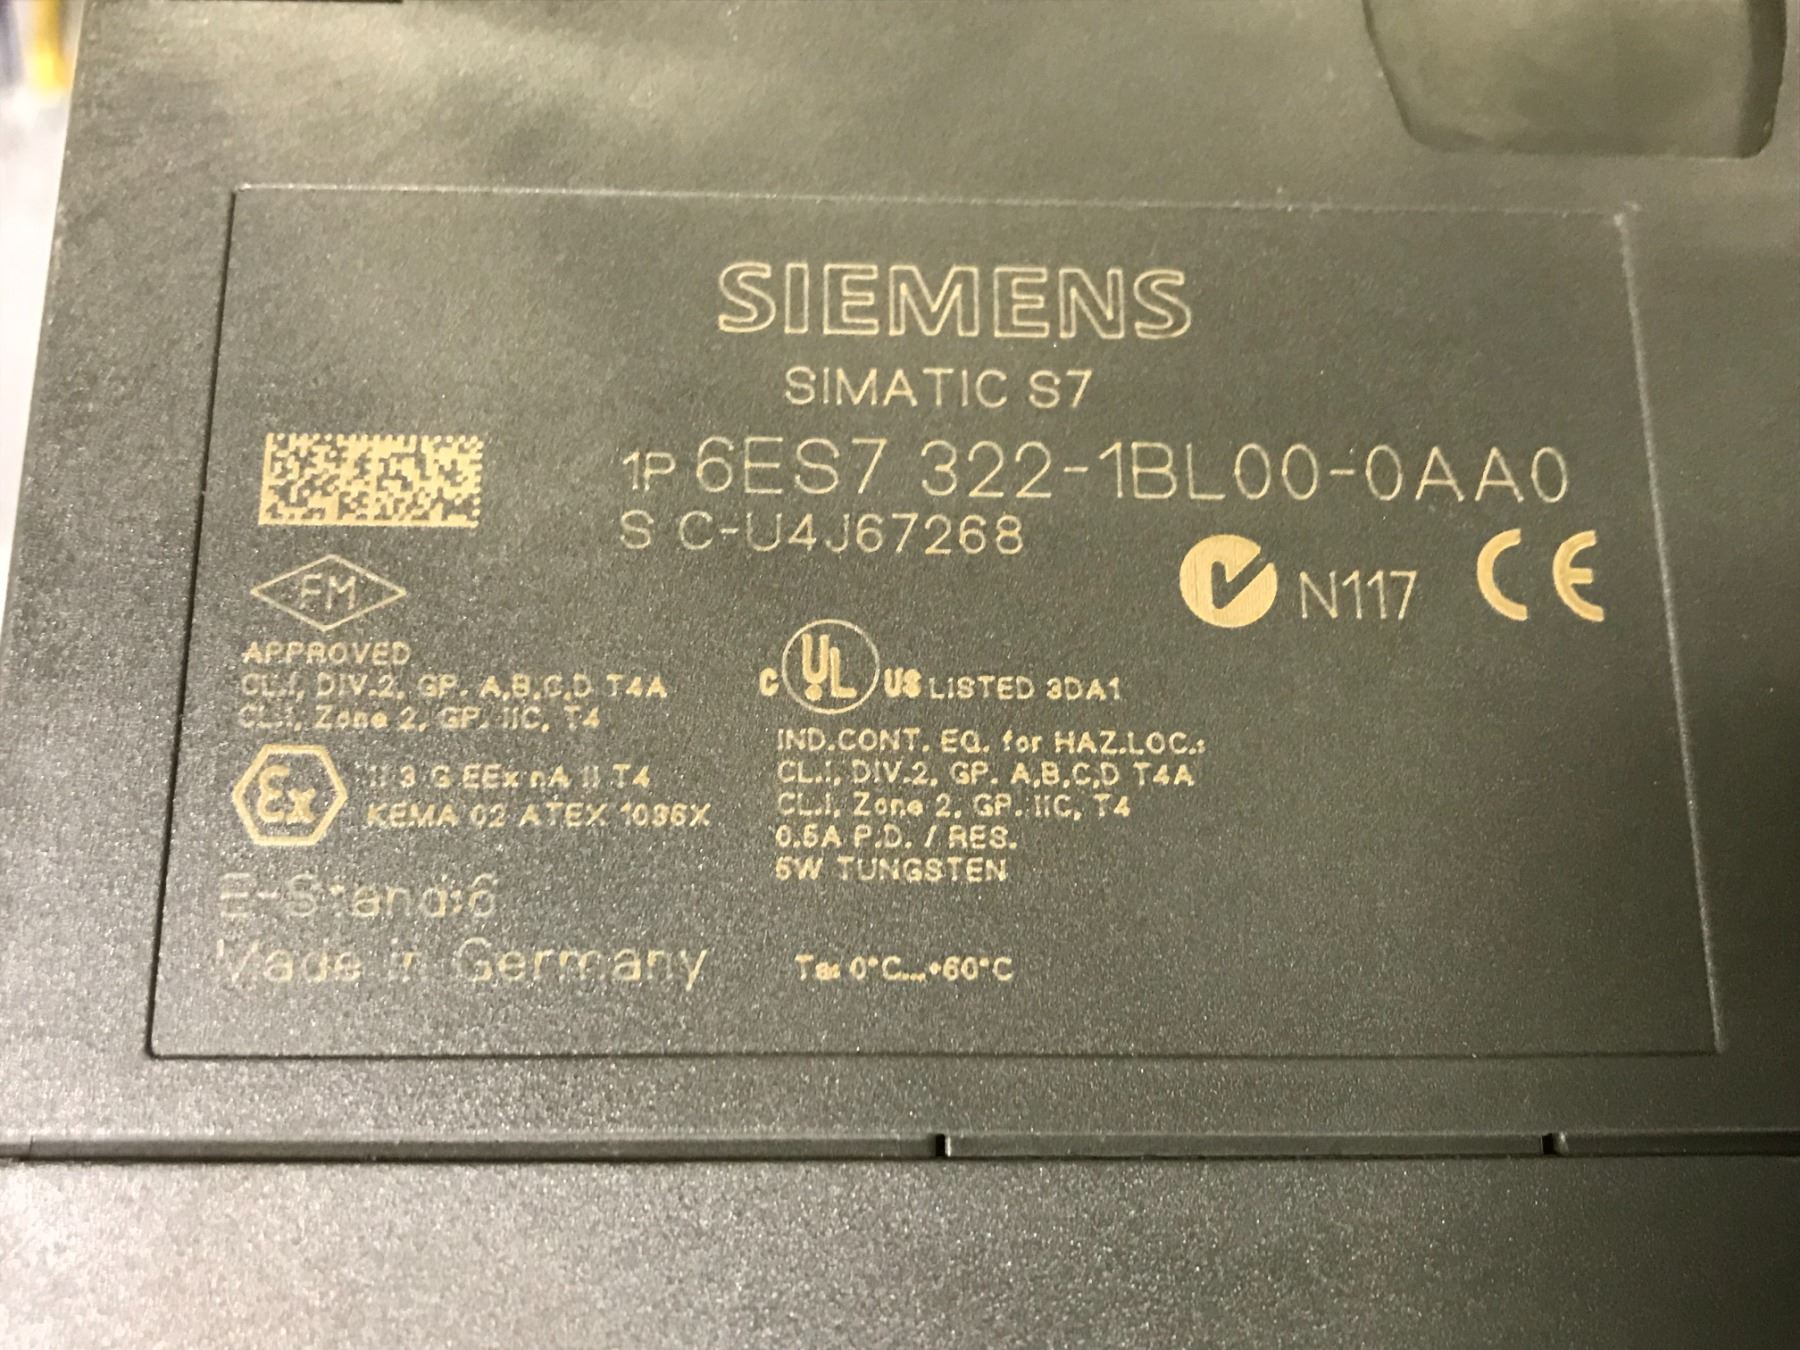 SIEMENS
SIMATIC S7
1P 6ES7 322-1BL00-0AA0
S C-U4J67268
N117 CE
FM
APPROVED
CL.I, DIV.2, GP. A,B,C,D T4A
CL.I, Zone 2, GP. IIC, T4
Ex II 3 G EEx nA II T4
KEMA 02 ATEX 1096X
E-Stand:6
Made in Germany
C UL US LISTED 3DA1
IND.CONT. EQ. for HAZ.LOC.:
CL.I, DIV.2, GP. A,B,C,D T4A
CL.I, Zone 2, GP. IIC, T4
0.5A P.D. / RES.
5W TUNGSTEN
Ta: 0°C...+60°C